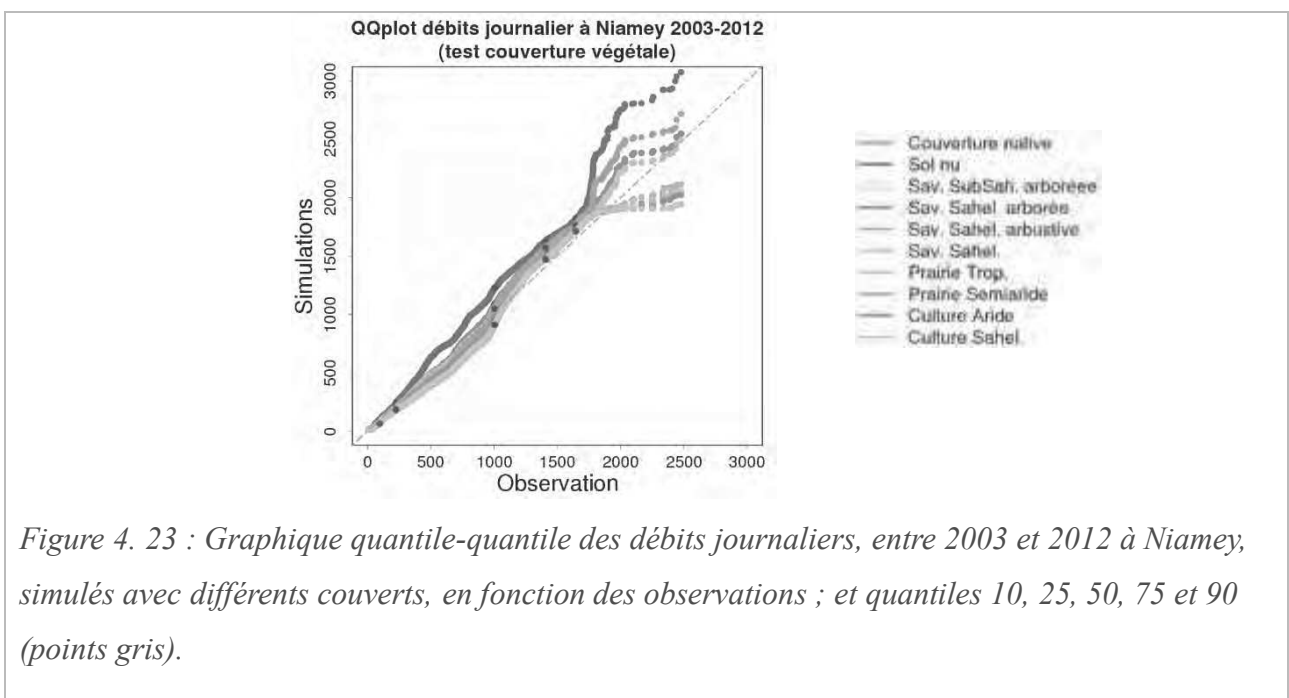 QQplot débits journalier à Niamey 2003-2012
(test couverture végétale)
3000
2500
2000
1500
1000
500
0
Simulations
0 500 1000 1500 2000 2500 3000
Observation
Couverture native
Sol nu
Sav. SubSah. arboréee
Sav. Sahel arborée
Sav. Sahel. arbustive
Sav. Sahel.
Prairie Trop.
Prairie Semiaride
Culture Aride
Culture Sahel
Figure 4. 23 : Graphique quantile-quantile des débits journaliers, entre 2003 et 2012 à Niamey,
simulés avec différents couverts, en fonction des observations ; et quantiles 10, 25, 50, 75 et 90
(points gris).